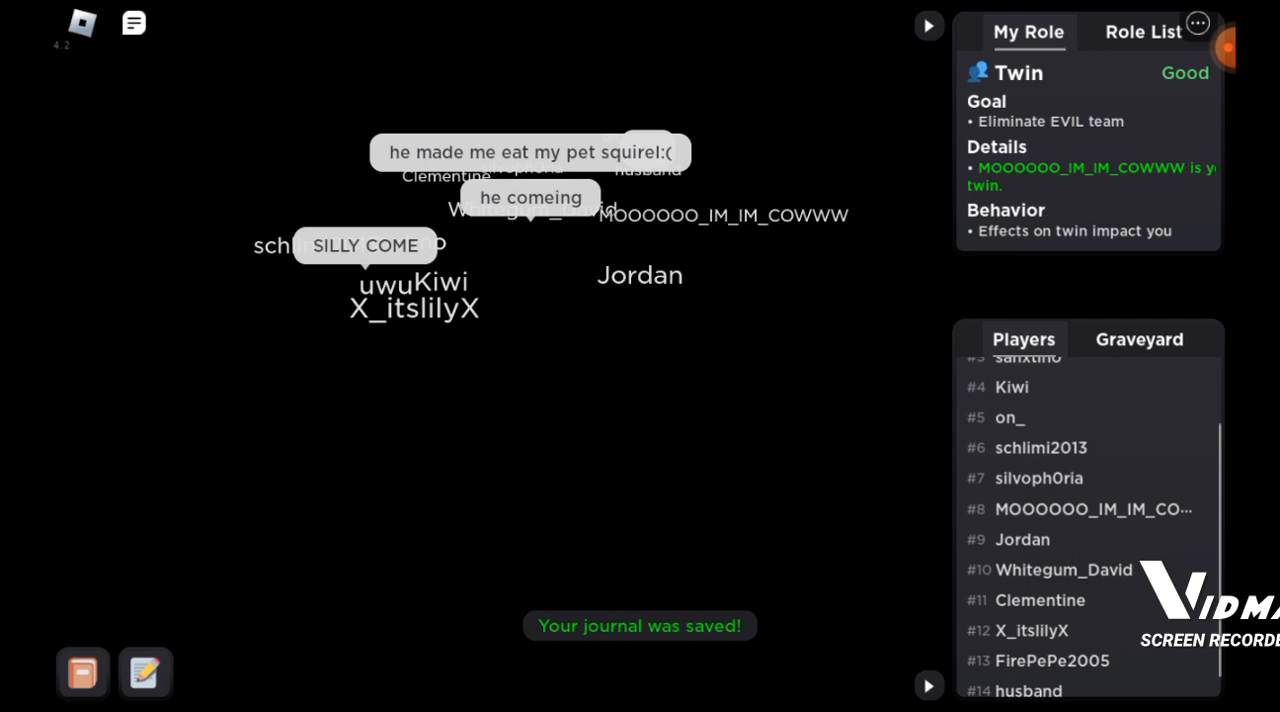 4.2
My Role
Role List
Twin
Good
Goal
• Eliminate EVIL team
Details
• MOOOOOO_IM_IM_COWWW is y
twin.
Behavior
• Effects on twin impact you
he made me eat my pet squirel:(
Clementine
husband
he comeing
MOOOOOO_IM_IM_COWWW
SILLY COME
uwu
Kiwi
X_itslilyX
Jordan
Players
Graveyard
#4 Kiwi
#5 on_
#6 schlimi2013
#7 silvoph0ria
#8 MOOOOOO_IM_IM_CO...
#9 Jordan
#10 Whitegum_David
#11 Clementine
#12 X_itslilyX
#13 FirePePe2005
#14 husband
Your journal was saved!
VIDMA
SCREEN RECORDE